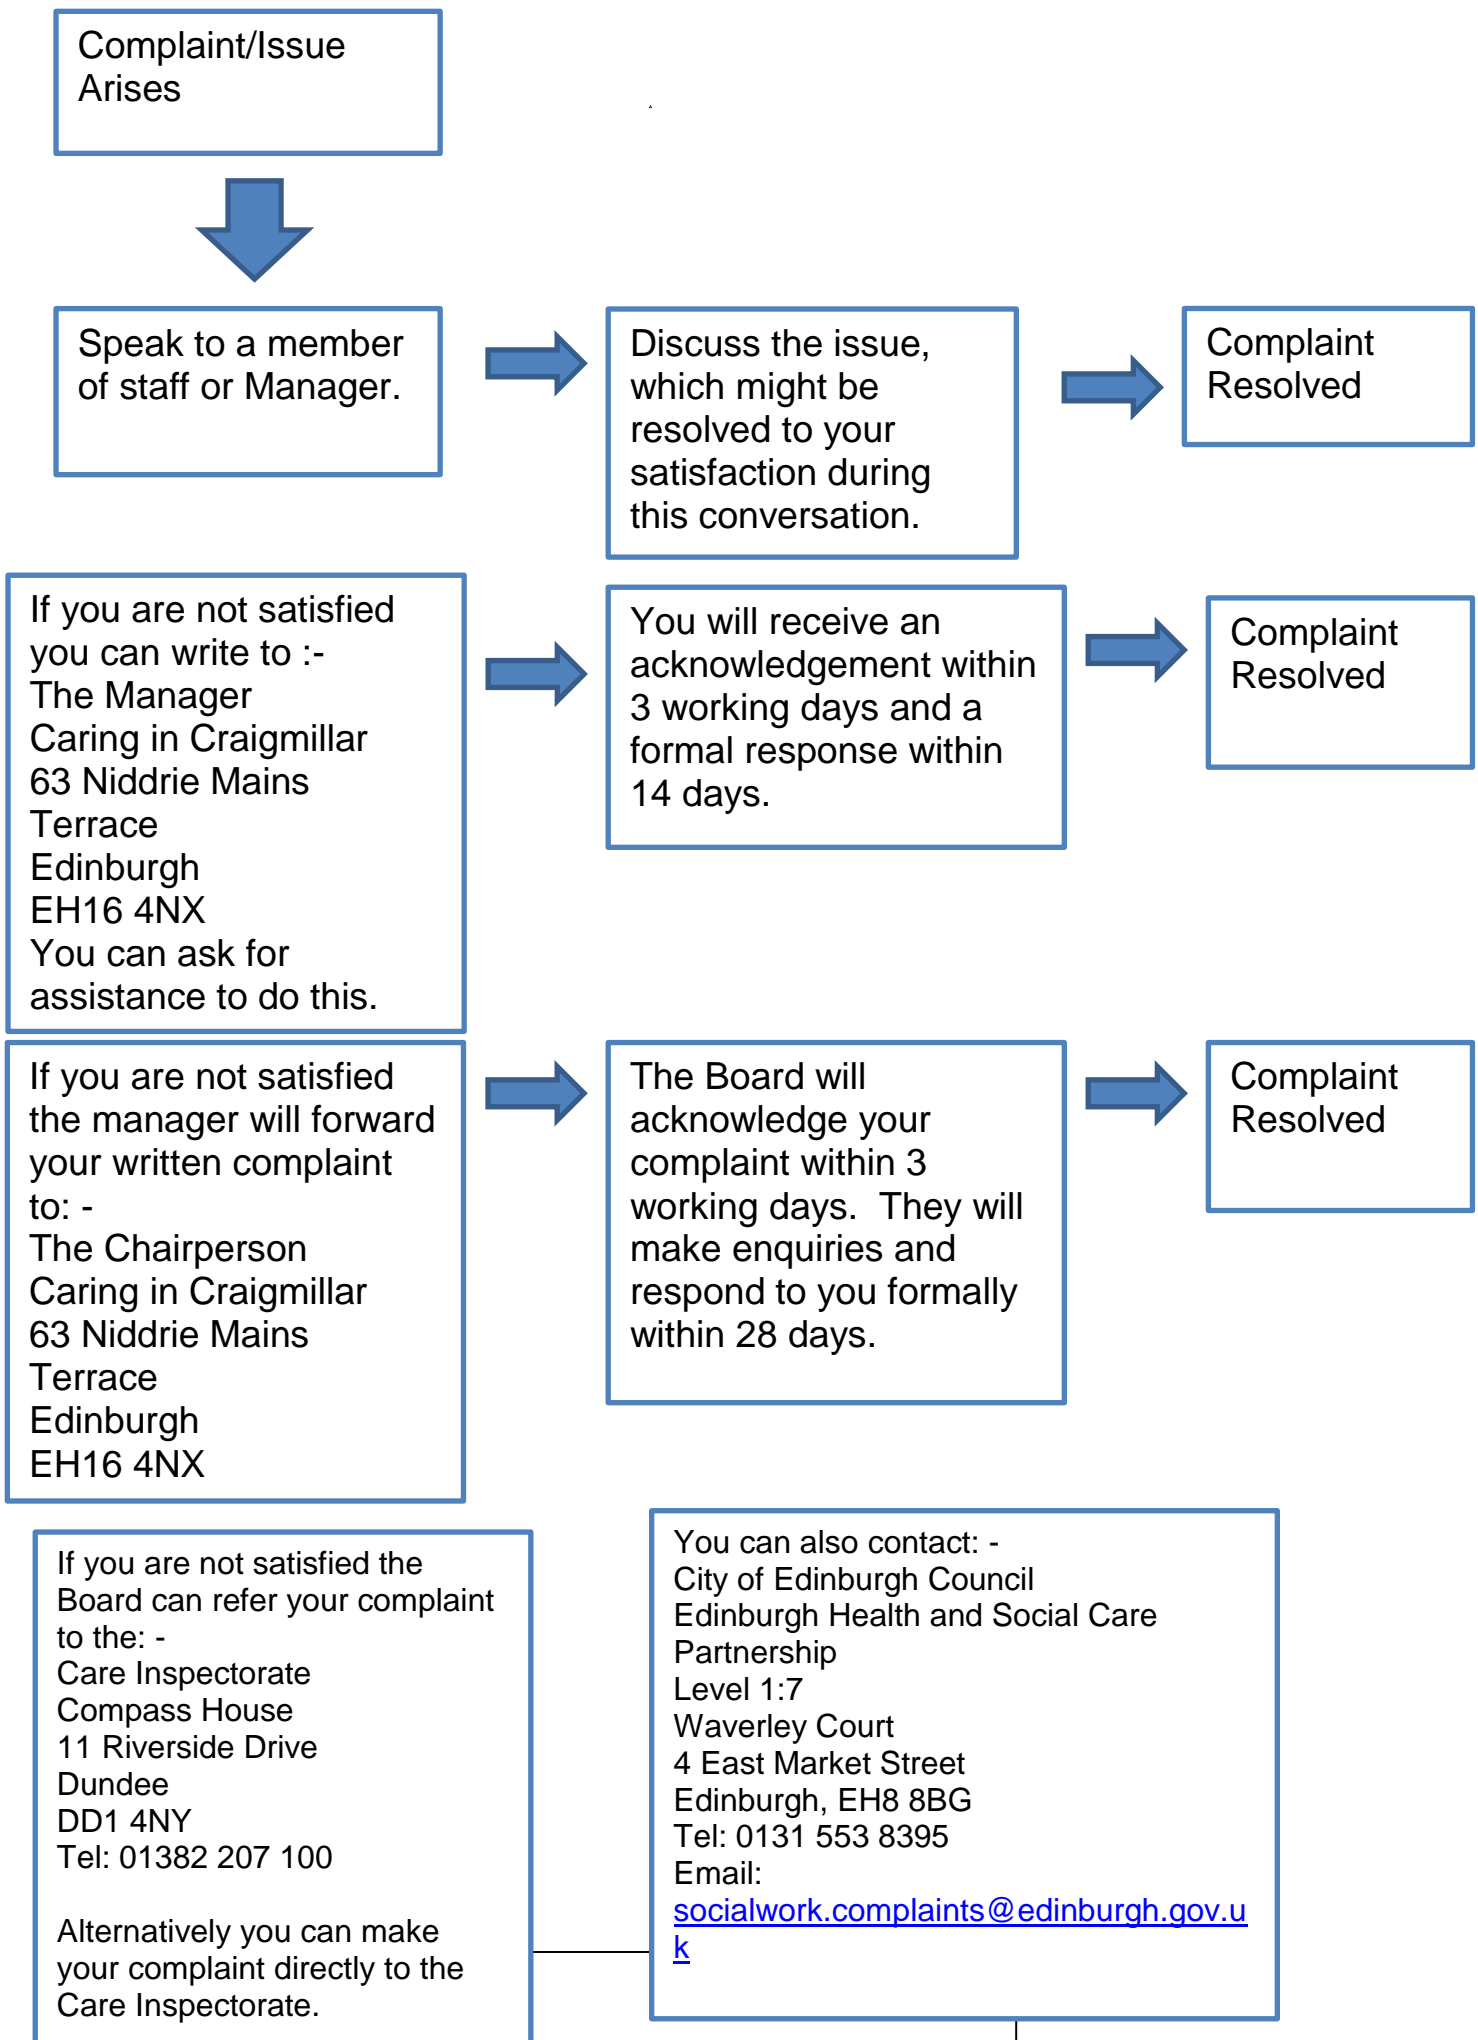 Complaint/Issue
Arises
Speak to a member
of staff or Manager.
Discuss the issue,
which might be
resolved to your
satisfaction during
this conversation.
Complaint
Resolved
If you are not satisfied
you can write to :-
The Manager
Caring in Craigmillar
63 Niddrie Mains
Terrace
Edinburgh
EH16 4NX
You can ask for
assistance to do this.
You will receive an
acknowledgement within
3 working days and a
formal response within
14 days.
Complaint
Resolved
If you are not satisfied
the manager will forward
your written complaint
to: -
The Chairperson
Caring in Craigmillar
63 Niddrie Mains
Terrace
Edinburgh
EH16 4NX
The Board will
acknowledge your
complaint within 3
working days.  They will
make enquiries and
respond to you formally
within 28 days.
Complaint
Resolved
If you are not satisfied the
Board can refer your complaint
to the: -
Care Inspectorate
Compass House
11 Riverside Drive
Dundee
DD1 4NY
Tel: 01382 207 100
Alternatively you can make
your complaint directly to the
Care Inspectorate.
You can also contact: -
City of Edinburgh Council
Edinburgh Health and Social Care
Partnership
Level 1:7
Waverley Court
4 East Market Street
Edinburgh, EH8 8BG
Tel: 0131 553 8395
Email:
socialwork.complaints@edinburgh.gov.u
k